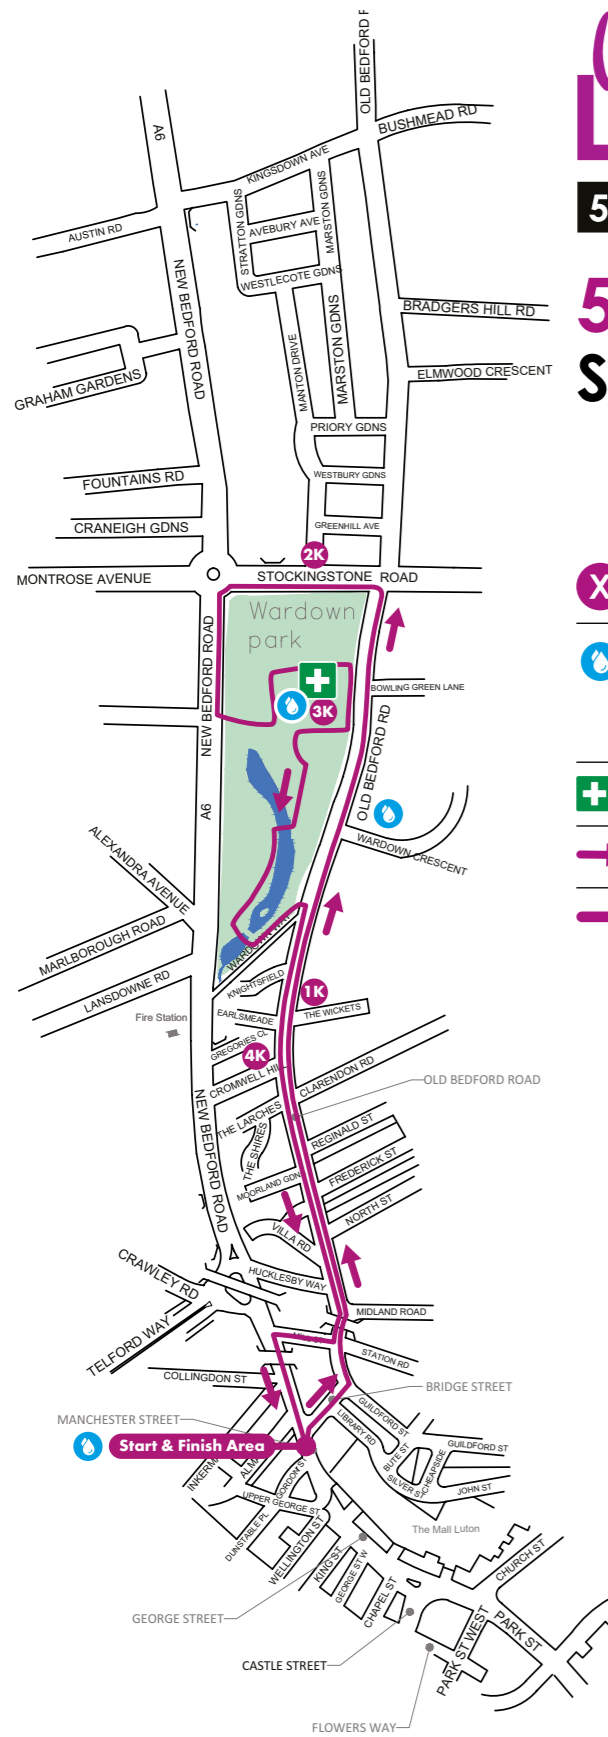 OLD BEDFORD
BUSHMEAD RD
A6
KINGSDOWN AVE
STRATTON GDNS
AVEBURY AVE
MARSTON GDNS
AUSTIN RD
WESTLECOTE GDNS
NEW BEDFORD ROAD
BRADGERS HILL RD
MANTON DRIVE
MARSTON GDNS
ELMWOOD CRESCENT
GRAHAM GARDENS
PRIORY GDNS
FOUNTAINS RD
WESTBURY GDNS
CRANEIGH GDNS
GREENHILL AVE
2K
MONTROSE AVENUE
STOCKINGSTONE ROAD
X
Wardown
park
NEW BEDFORD ROAD
BOWLING GREEN LANE
3K
OLD BEDFORD RD
A6
WARDOWN CRESCENT
ALEXANDRA AVENUE
MARLBOROUGH ROAD
LANSDOWNE RD
KNIGHTSFIELD
1K
THE WICKETS
EARLSMEADE
Fire Station
GREGORIES CL
4K
CROMWELL HILL
CLARENDON RD
OLD BEDFORD ROAD
NEW BEDFORD ROAD
THE LARCHES
THE SHIRES
REGINALD ST
FREDERICK ST
MOORLAND GDNS
NORTH ST
VILLA RD
CRAWLEY RD
HUCKLESBY WAY
MIDLAND ROAD
TELFORD WAY
STATION RD
COLLINGDON ST
BRIDGE STREET
MANCHESTER STREET
GUILDFORD ST
LIBRARY RD
Start & Finish Area
BUTE ST
CHEAPSIDE
GUILDFORD ST
SILVER ST
JOHN ST
GORDON ST
UPPER GEORGE ST
DUNSTABLE PL
WELLINGTON ST
The Mall Luton
KING ST
GEORGE ST W
CHURCH ST
CHAPEL ST
GEORGE STREET
PARK ST
PARK ST WEST
CASTLE STREET
FLOWERS WAY
5
5
S
L